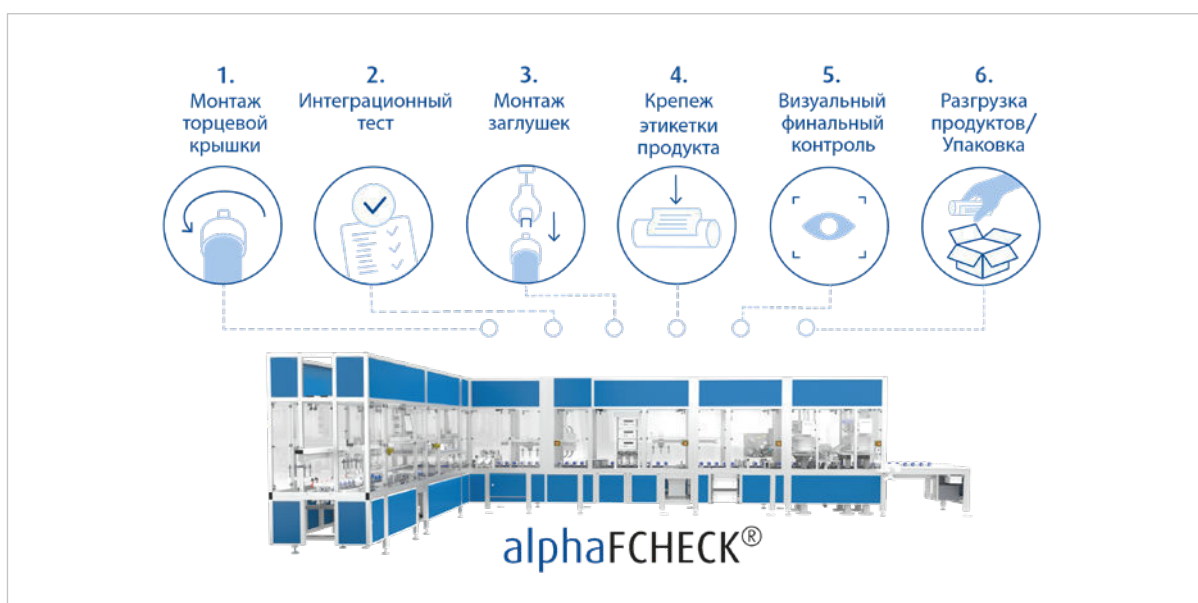 1.
Монтаж
торцевой
крышки
2.
Интеграционный
тест
3.
Монтаж
заглушек
4.
Крепеж
этикетки
продукта
5.
Визуальный
финальный
контроль
6.
Разгрузка
продуктов/
Упаковка
alphaFCHECK®